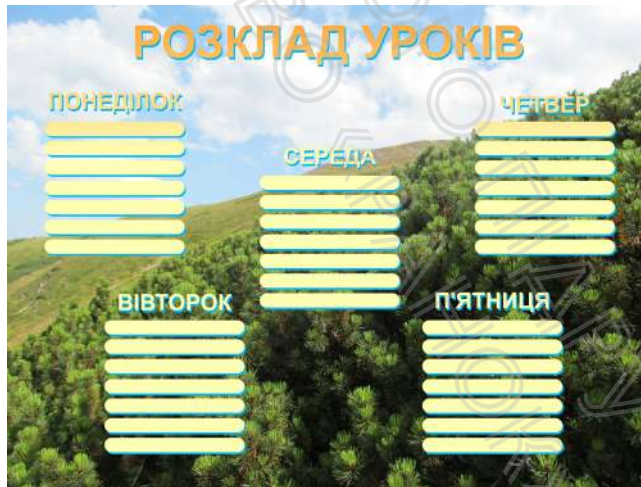 РОЗКЛАД УРОКІВ
ПОНЕДІЛОК
ЧЕТВЕР
СЕРЕДА
ВІВТОРОК
П'ЯТНИЦЯ